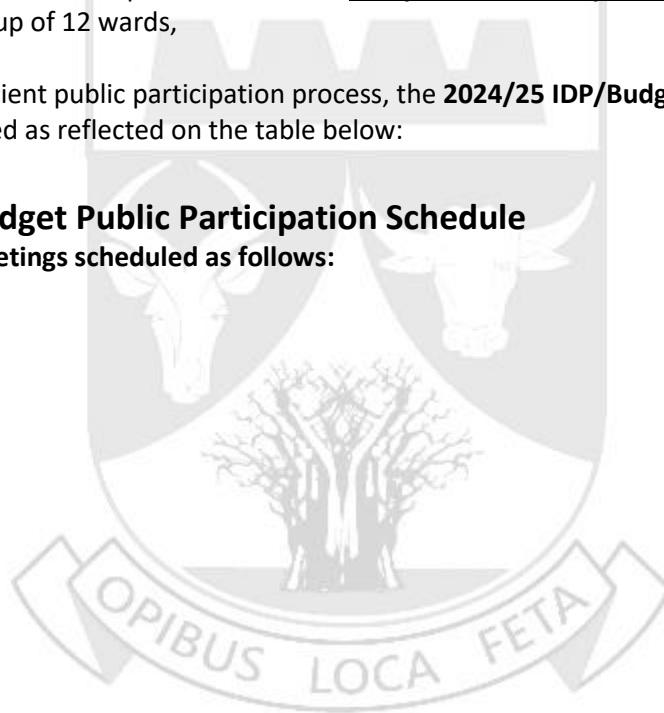 up of 12 wards,
ient public participation process, the 2024/25 IDP/Budg
ed as reflected on the table below:
dget Public Participation Schedule
etings scheduled as follows:
OPIBUS LOCA FETA